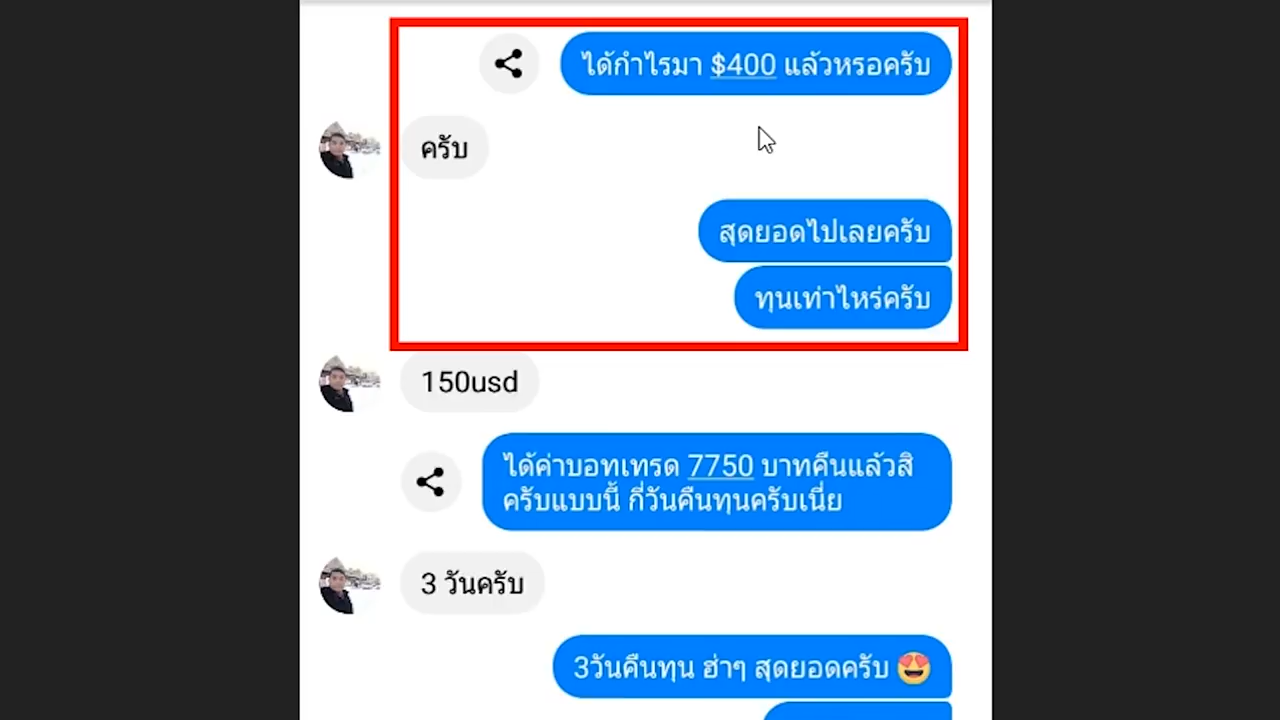 ได้กำไรมา $400 แล้วหรอครับ
ครับ
สุดยอดไปเลยครับ
ทุนเท่าไหร่ครับ
150usd
ได้ค่าบอทเทรด 7750 บาทคืนแล้วสิ
ครับแบบนี้ กี่วันคืนทุนครับเนี่ย
3 วันครับ
3วันคืนทุน ฮ่าๆ สุดยอดครับ 😍